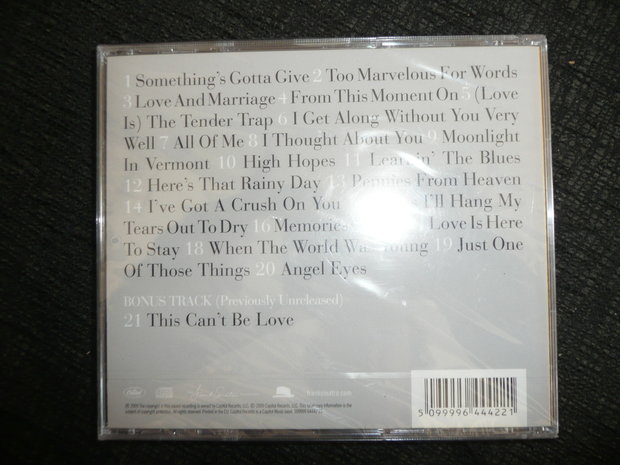 1 Something's Gotta Give 2 Too Marvelous For Words
3 Love And Marriage 4 From This Moment On 5 (Love
Is) The Tender Trap 6 I Get Along Without You Very
Well 7 All Of Me 8 I Thought About You 9 Moonlight
In Vermont 10 High Hopes 11 Learnin' The Blues
12 Here's That Rainy Day 13 Pennies From Heaven
14 I've Got A Crush On You I'll Hang My
Tears Out To Dry 16 Memories Love Is Here
To Stay 18 When The World Was Young 19 Just One
Of Those Things 20 Angel Eyes
BONUS TRACK (Previously Unreleased)
21 This Can't Be Love
franksinatra.com
5 099996 444221